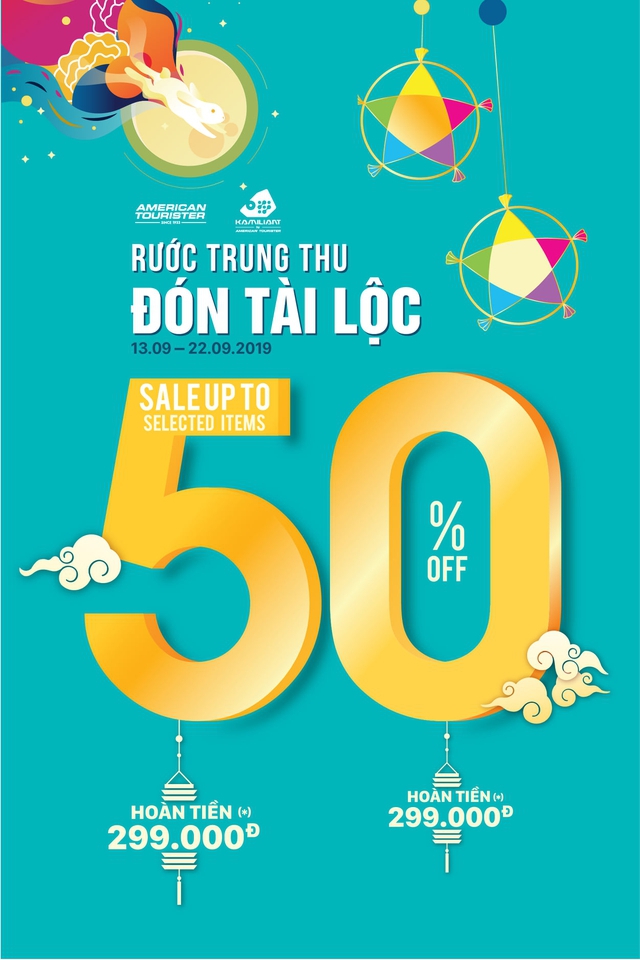 AMERICAN
TOURISTER
SINCE 1933
KAMILIANT
by
AMERICAN TOURISTER
RƯỚC TRUNG THU
ĐÓN TÀI LỘC
13.09 – 22.09.2019
SALE UP TO
SELECTED ITEMS
50
%
OFF
HOÀN TIỀN (*)
299.000Đ
HOÀN TIỀN (*)
299.000Đ